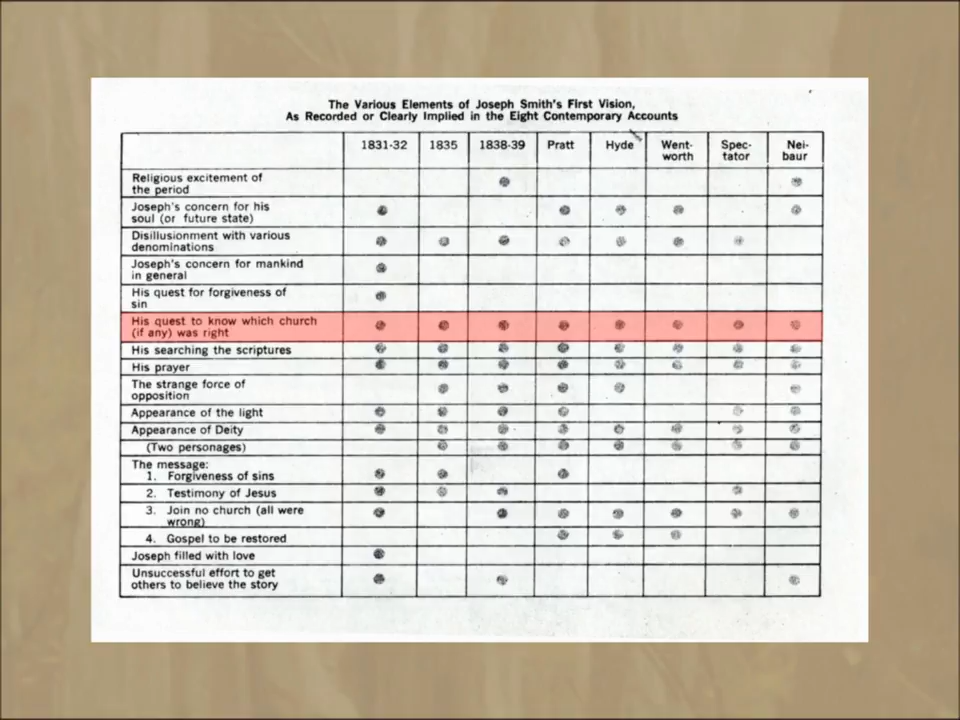 The Various Elements of Joseph Smith's First Vision,
As Recorded or Clearly Implied in the Eight Contemporary Accounts
1831-32 1835 1838-39 Pratt Hyde Went- Spec- Nei-
worth tator baur
Religious excitement of
the period
Joseph's concern for his
soul (or future state)
Disillusionment with various
denominations
Joseph's concern for mankind
in general
His quest for forgiveness of
sin
His quest to know which church
(if any) was right
His searching the scriptures
His prayer
The strange force of
opposition
Appearance of the light
Appearance of Deity
(Two personages)
The message:
1. Forgiveness of sins
2. Testimony of Jesus
3. Join no church (all were
wrong)
4. Gospel to be restored
Joseph filled with love
Unsuccessful effort to get
others to believe the story